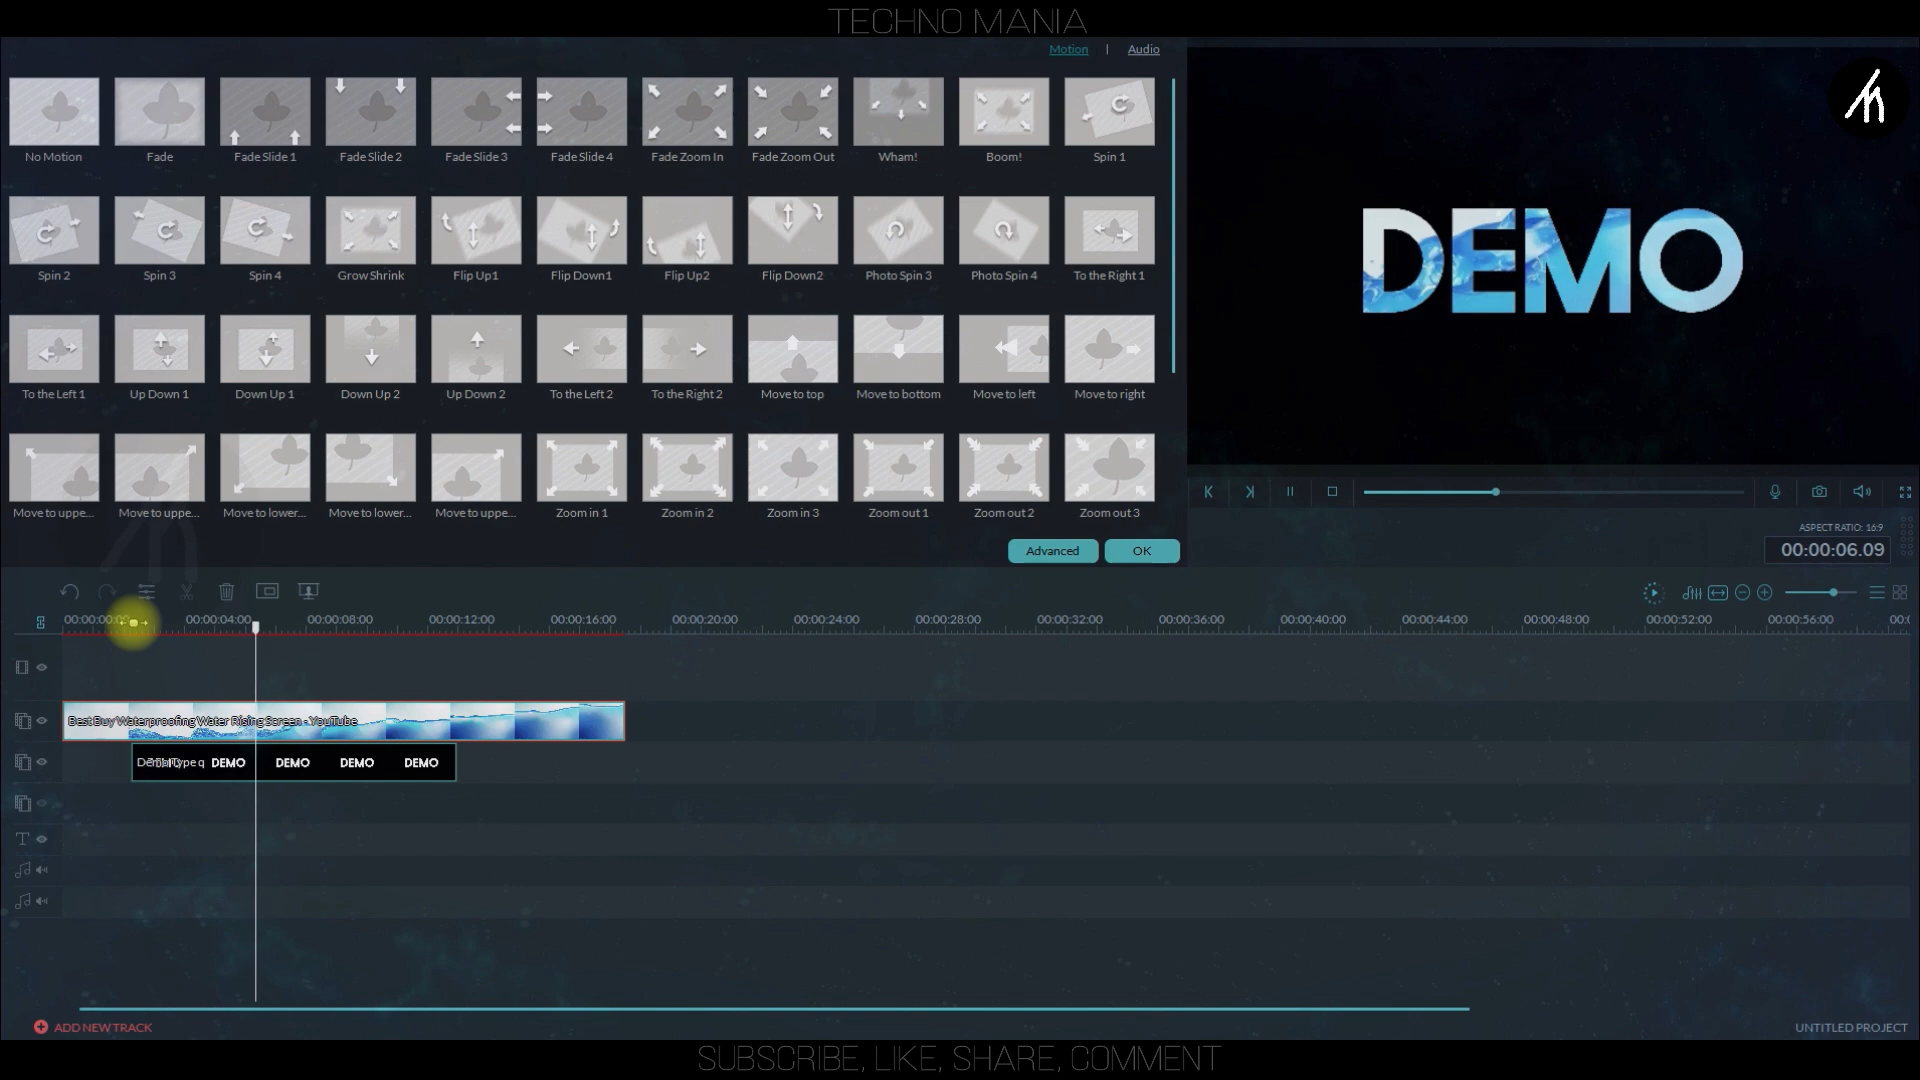 TECHNO MANIA
Motion | Audio
No Motion Fade Fade Slide 1 Fade Slide 2 Fade Slide 3 Fade Slide 4 Fade Zoom In Fade Zoom Out Wham! Boom! Spin 1
Spin 2 Spin 3 Spin 4 Grow Shrink Flip Up1 Flip Down1 Flip Up2 Flip Down2 Photo Spin 3 Photo Spin 4 To the Right 1
To the Left 1 Up Down 1 Down Up 1 Down Up 2 Up Down 2 To the Left 2 To the Right 2 Move to top Move to bottom Move to left Move to right
Move to uppe... Move to uppe... Move to lower... Move to lower... Move to uppe... Zoom in 1 Zoom in 2 Zoom in 3 Zoom out 1 Zoom out 2 Zoom out 3
Advanced OK
DEMO
ASPECT RATIO: 16:9
00:00:06.09
00:00:00:00 00:00:04:00 00:00:08:00 00:00:12:00 00:00:16:00 00:00:20:00 00:00:24:00 00:00:28:00 00:00:32:00 00:00:36:00 00:00:40:00 00:00:44:00 00:00:48:00 00:00:52:00 00:00:56:00
Best Buy Waterproofing Water Rising Screen - YouTube
DEMO DEMO DEMO DEMO
ADD NEW TRACK
UNTITLED PROJECT
SUBSCRIBE, LIKE, SHARE, COMMENT